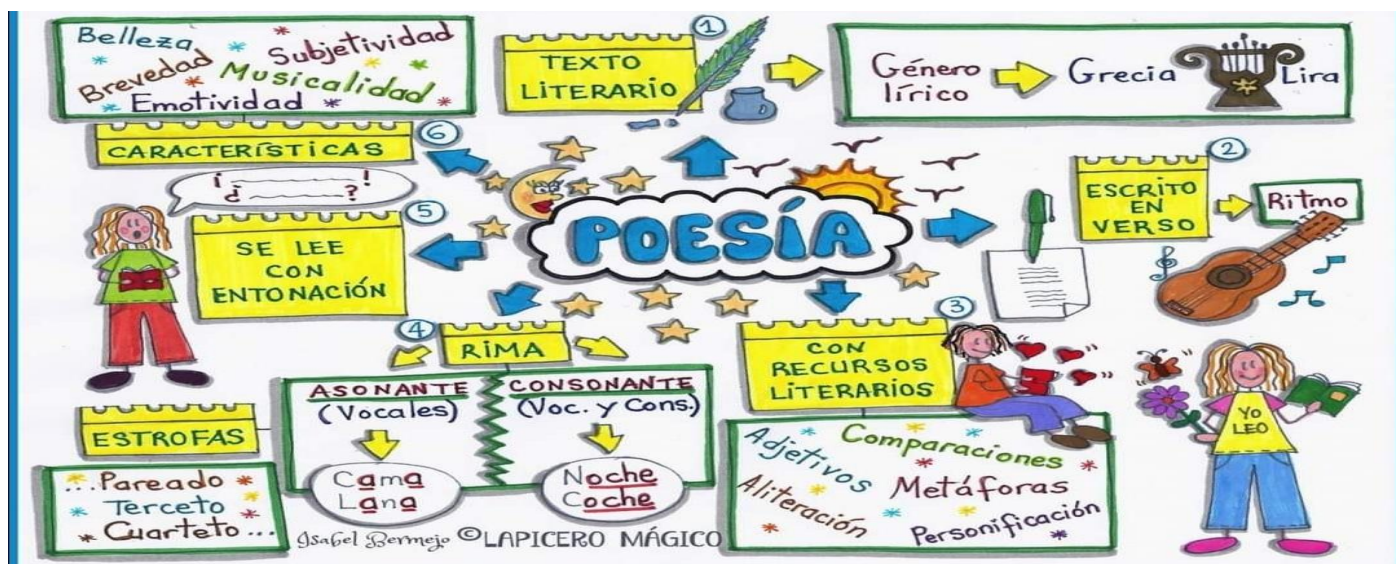 POESÍA
1
TEXTO
LITERARIO
Género
lírico
Grecia
Lira
2
ESCRITO
EN
VERSO
Ritmo
3
CON
RECURSOS
LITERARIOS
Adjetivos
Comparaciones
Aliteración
Metáforas
Personificación
4
RIMA
ASONANTE
(Vocales)
Cama
Lana
CONSONANTE
(Voc. y Cons.)
Noche
Coche
ESTROFAS
...Pareado
Terceto
Cuarteto...
5
SE LEE
CON
ENTONACIÓN
¡ !
¿ ?
6
CARACTERÍSTICAS
Belleza
Subjetividad
Brevedad
Musicalidad
Emotividad
YO
LEO
Isabel Bermejo ©LAPICERO MÁGICO